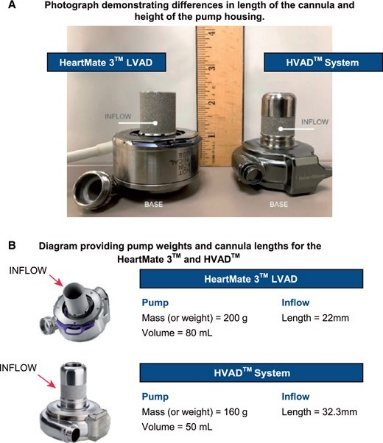 A
Photograph demonstrating differences in length of the cannula and
height of the pump housing.
HeartMate 3™ LVAD
HVAD™ System
INFLOW
INFLOW
BASE
BASE
B
Diagram providing pump weights and cannula lengths for the
HeartMate 3™ and HVAD™
INFLOW
HeartMate 3™ LVAD
Pump
Inflow
Mass (or weight) = 200 g
Length = 22mm
Volume = 80 mL
INFLOW
HVAD™ System
Pump
Inflow
Mass (or weight) = 160 g
Length = 32.3mm
Volume = 50 mL